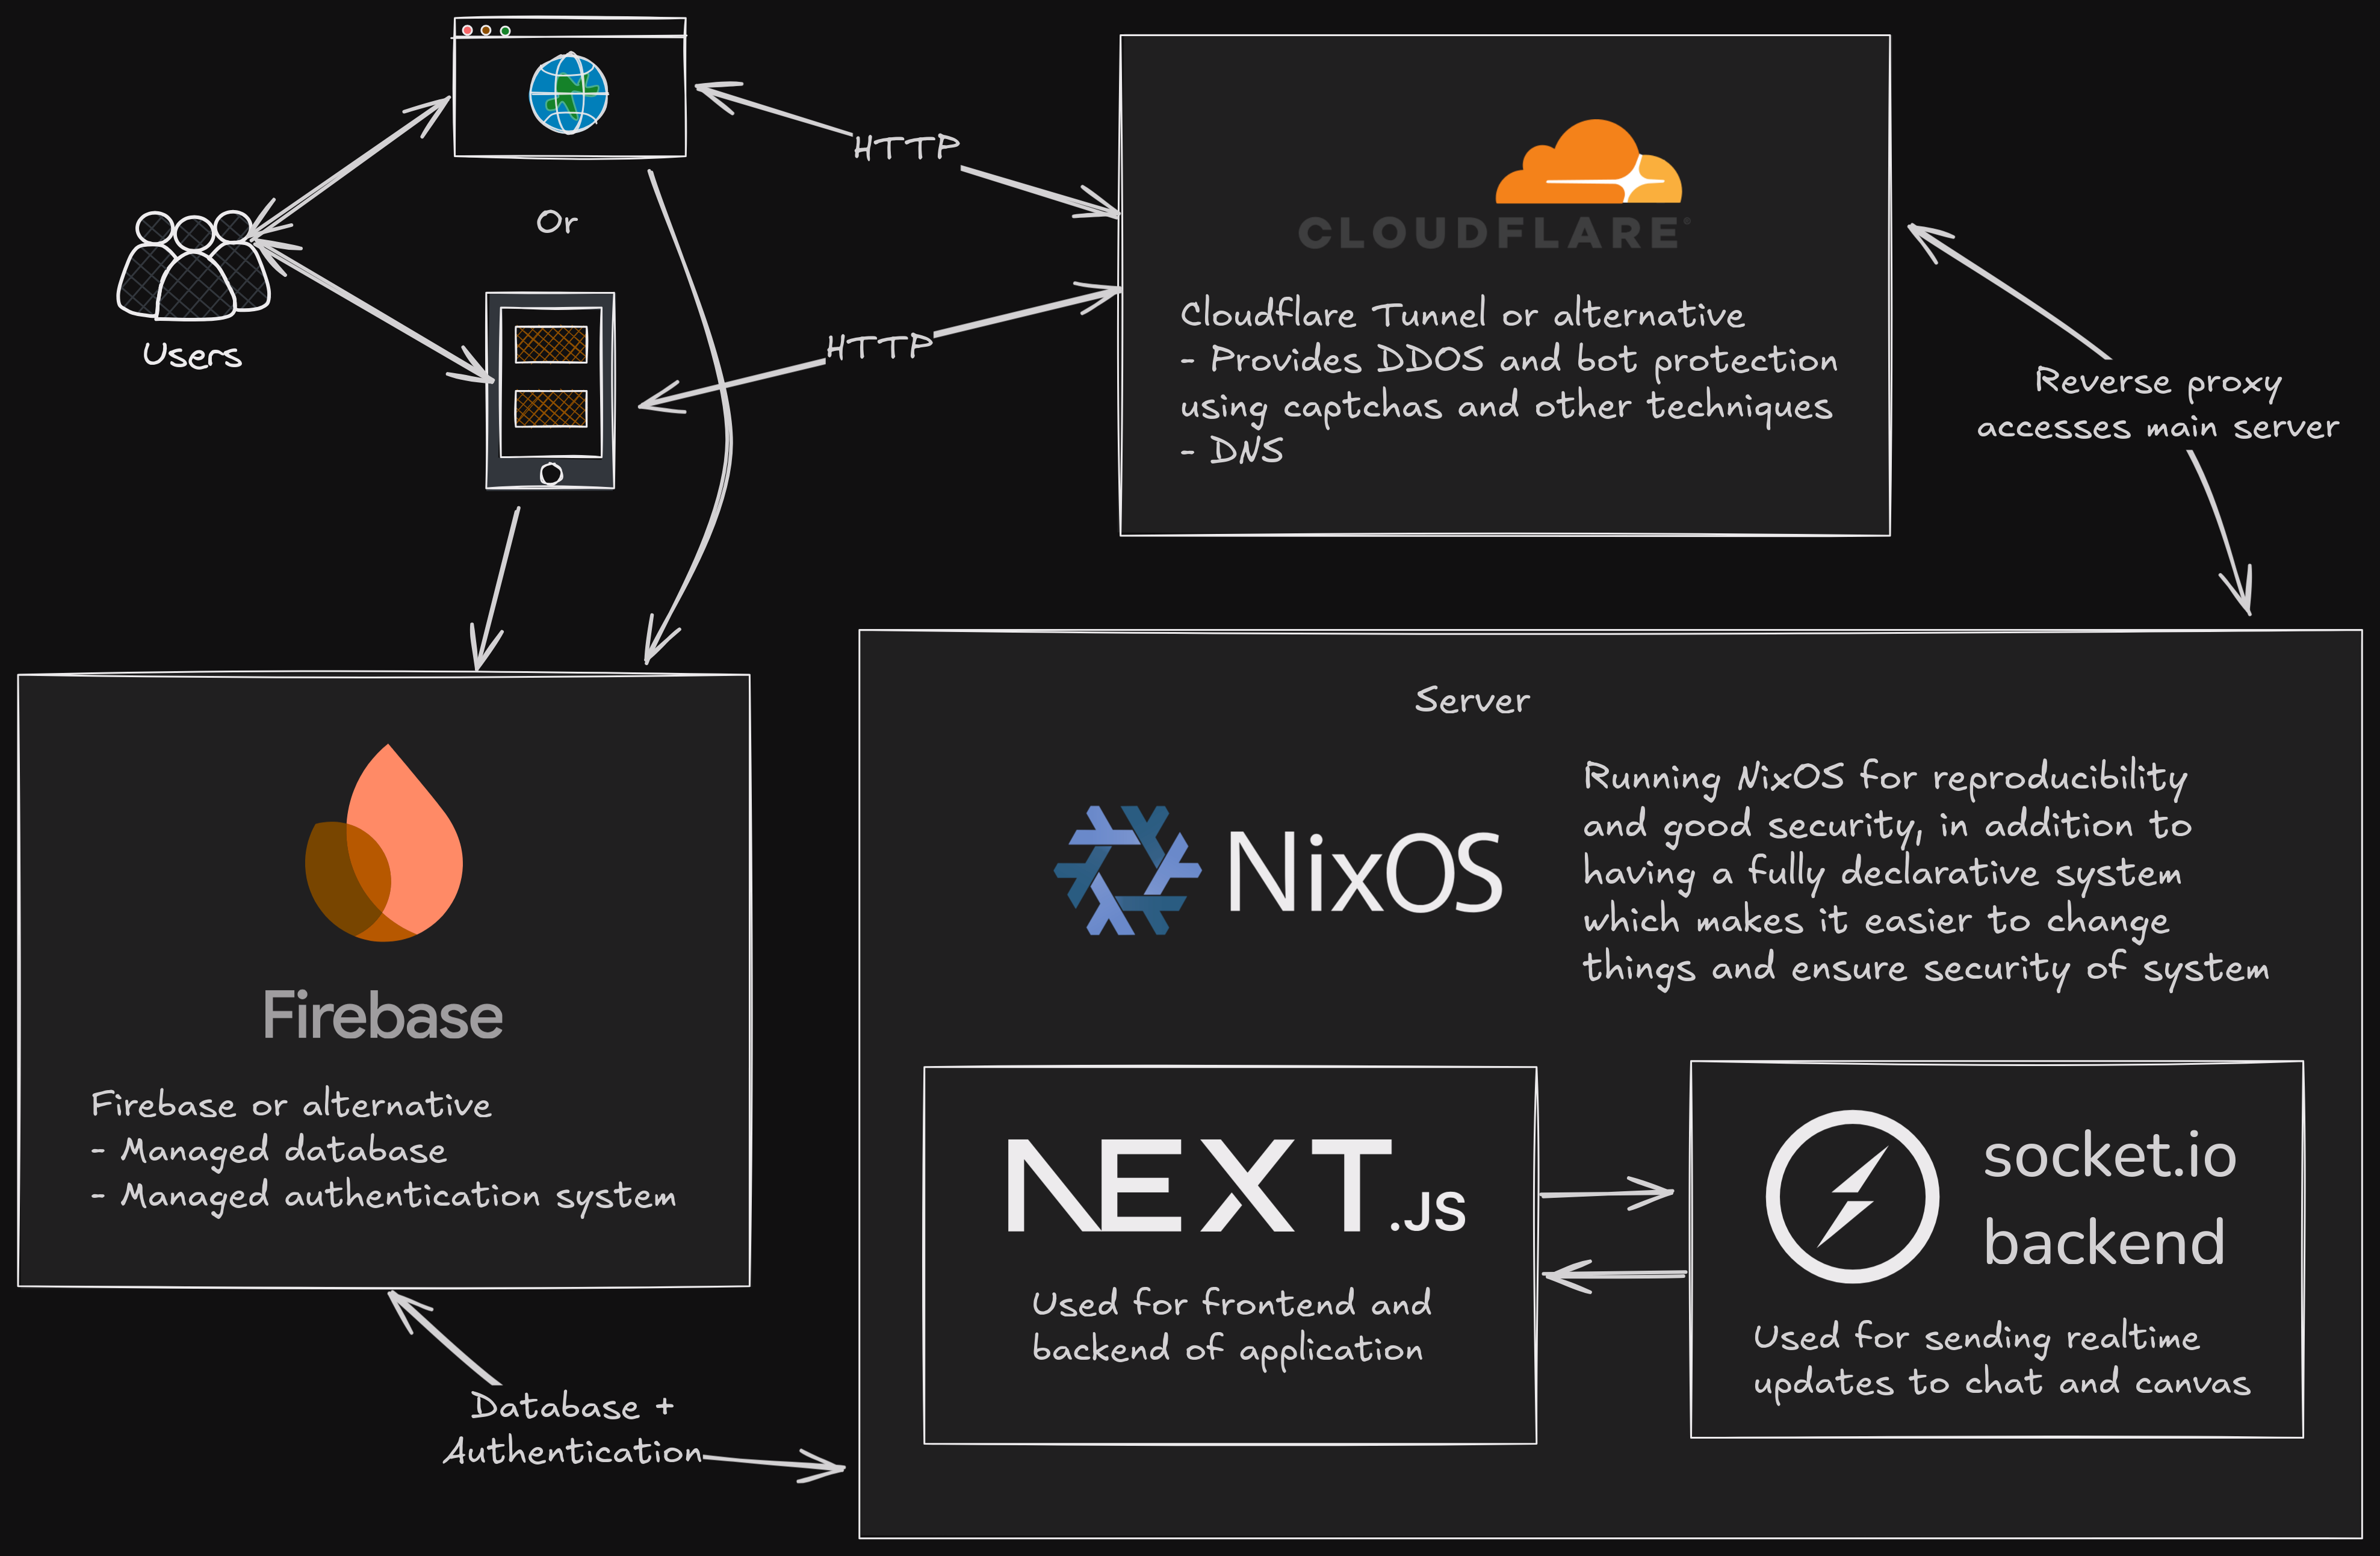 HTTP
Or
Users
HTTP
CLOUDFLARE®
Cloudflare Tunnel or alternative
- Provides DDOS and bot protection
using captchas and other techniques
- DNS
Reverse proxy
accesses main server
Firebase
Firebase or alternative
- Managed database
- Managed authentication system
Database +
Authentication
Server
NixOS
Running NixOS for reproducibility
and good security, in addition to
having a fully declarative system
which makes it easier to change
things and ensure security of system
NEXT.JS
Used for frontend and
backend of application
socket.io
backend
Used for sending realtime
updates to chat and canvas